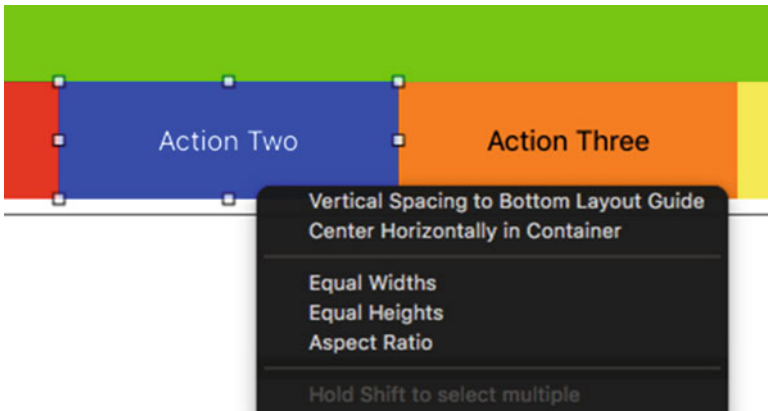 Action Two
Action Three
Vertical Spacing to Bottom Layout Guide
Center Horizontally in Container
Equal Widths
Equal Heights
Aspect Ratio
Hold Shift to select multiple